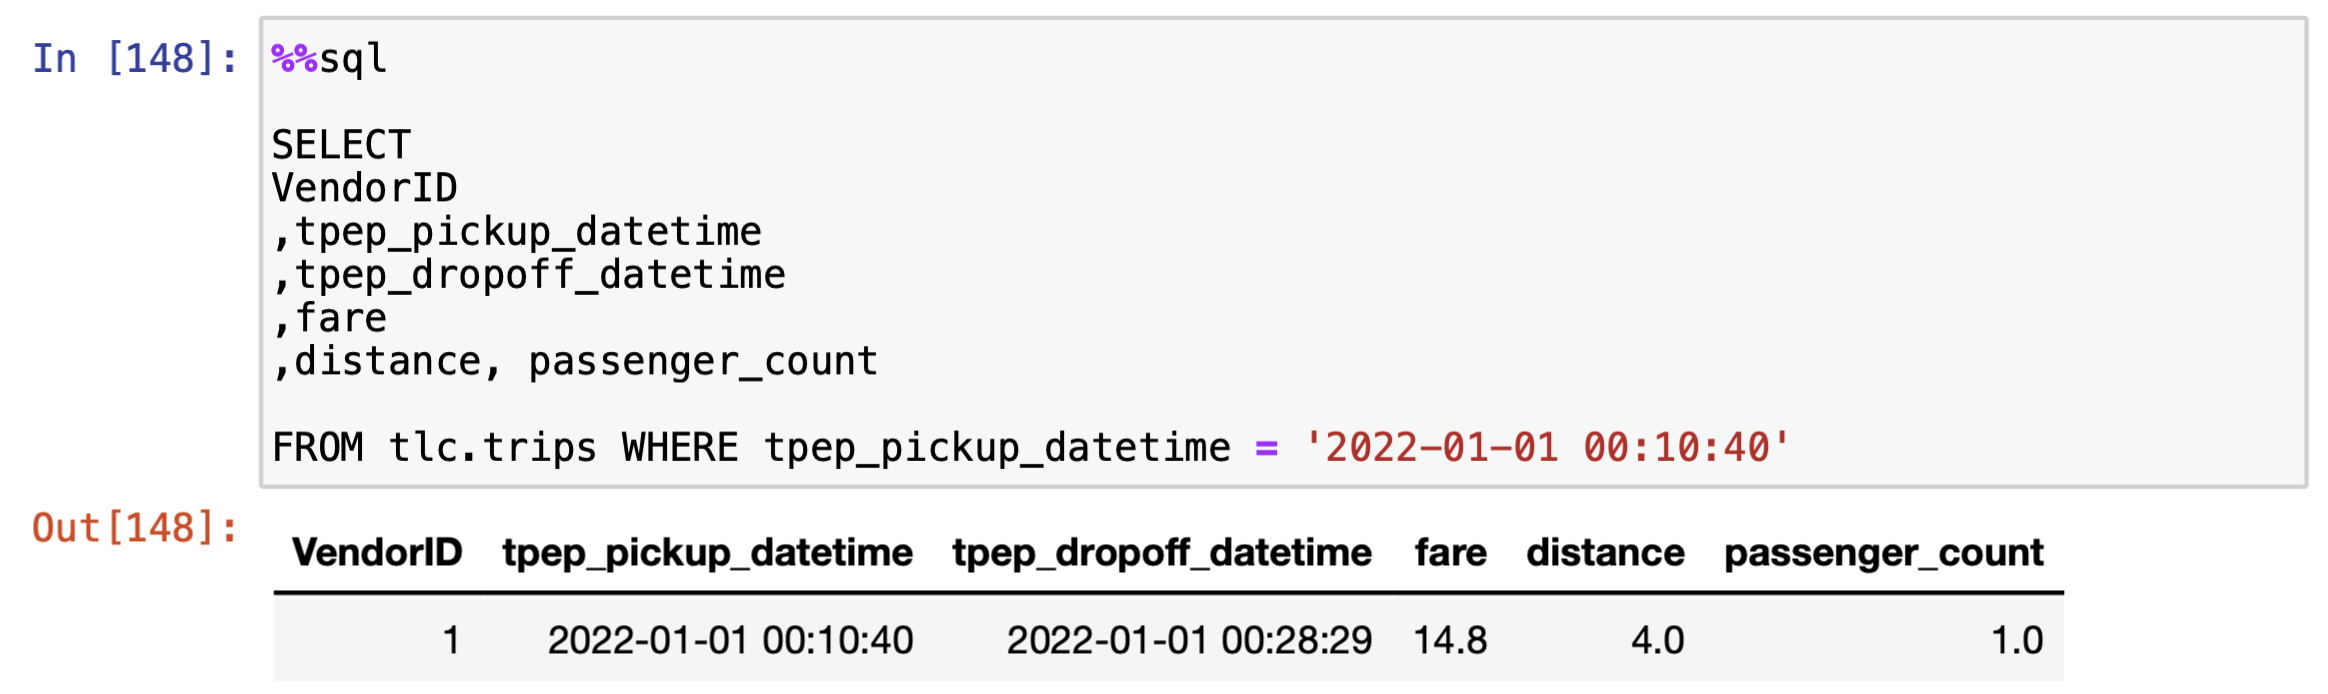 In [148]: %%sql
SELECT
VendorID
,tpep_pickup_datetime
,tpep_dropoff_datetime
,fare
,distance, passenger_count
FROM tlc.trips WHERE tpep_pickup_datetime = '2022-01-01 00:10:40'
Out[148]:
VendorID tpep_pickup_datetime tpep_dropoff_datetime fare distance passenger_count
1 2022-01-01 00:10:40 2022-01-01 00:28:29 14.8 4.0 1.0